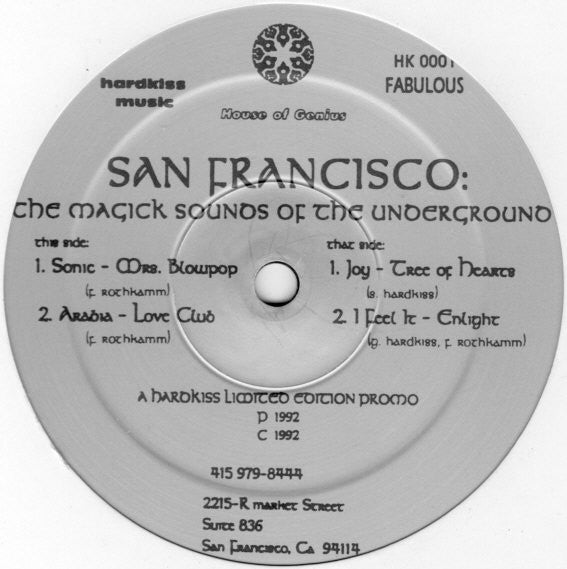 HK 0001
FABULOUS
hardkiss
music
House of Genius
SAN FRANCISCO:
the magick sounds of the underground
this side:
1. Sonic - Mrs. Blowpop
(f. rothkamm)
2. Arabia - Love Club
(f. rothkamm)
that side:
1. Joy - Tree of Hearts
(s. hardkiss)
2. I Feel It - Enlight
(g. hardkiss, f. rothkamm)
A hardkiss Limited edition promo
P 1992
C 1992
415 979-8444
2215-R market Street
Suite 836
San Francisco, Ca 94114